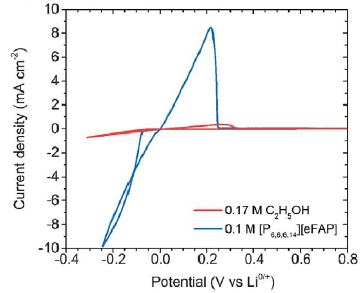 10
8
6
4
2
0
-2
-4
-6
-8
-10
Current density (mA cm⁻²)
0.17 M C₂H₅OH
0.1 M [P₆,₆,₆,₁₄][eFAP]
-0.4 -0.2 0.0 0.2 0.4 0.6 0.8
Potential (V vs Li⁰ᐟ⁺)